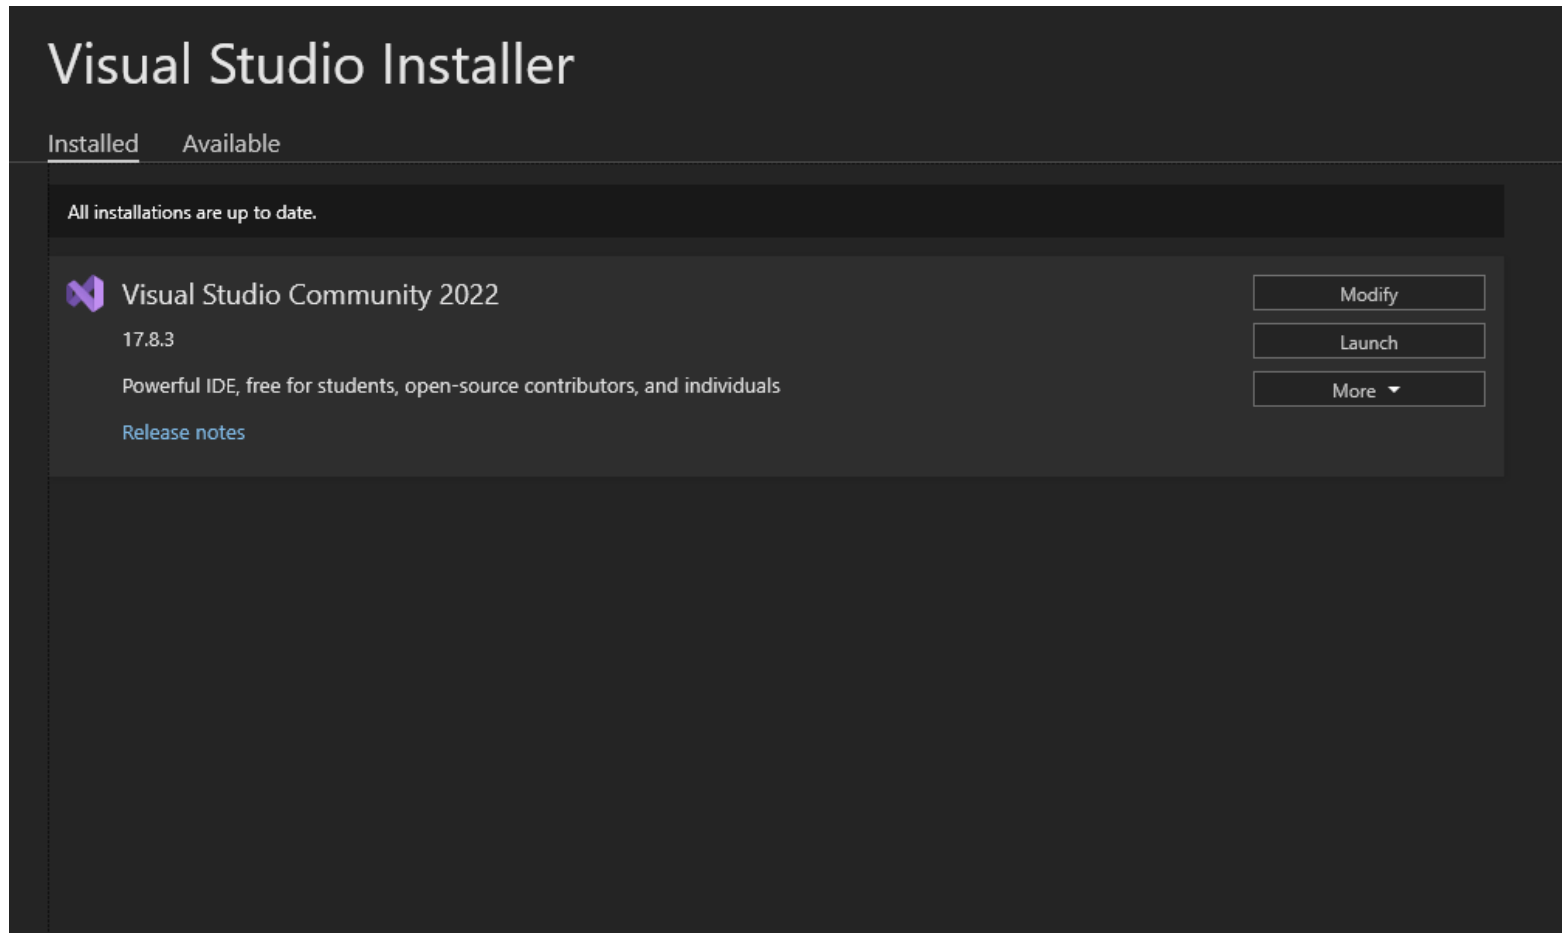 Visual Studio Installer
Installed Available
All installations are up to date.
Visual Studio Community 2022
17.8.3
Powerful IDE, free for students, open-source contributors, and individuals
Release notes
Modify
Launch
More